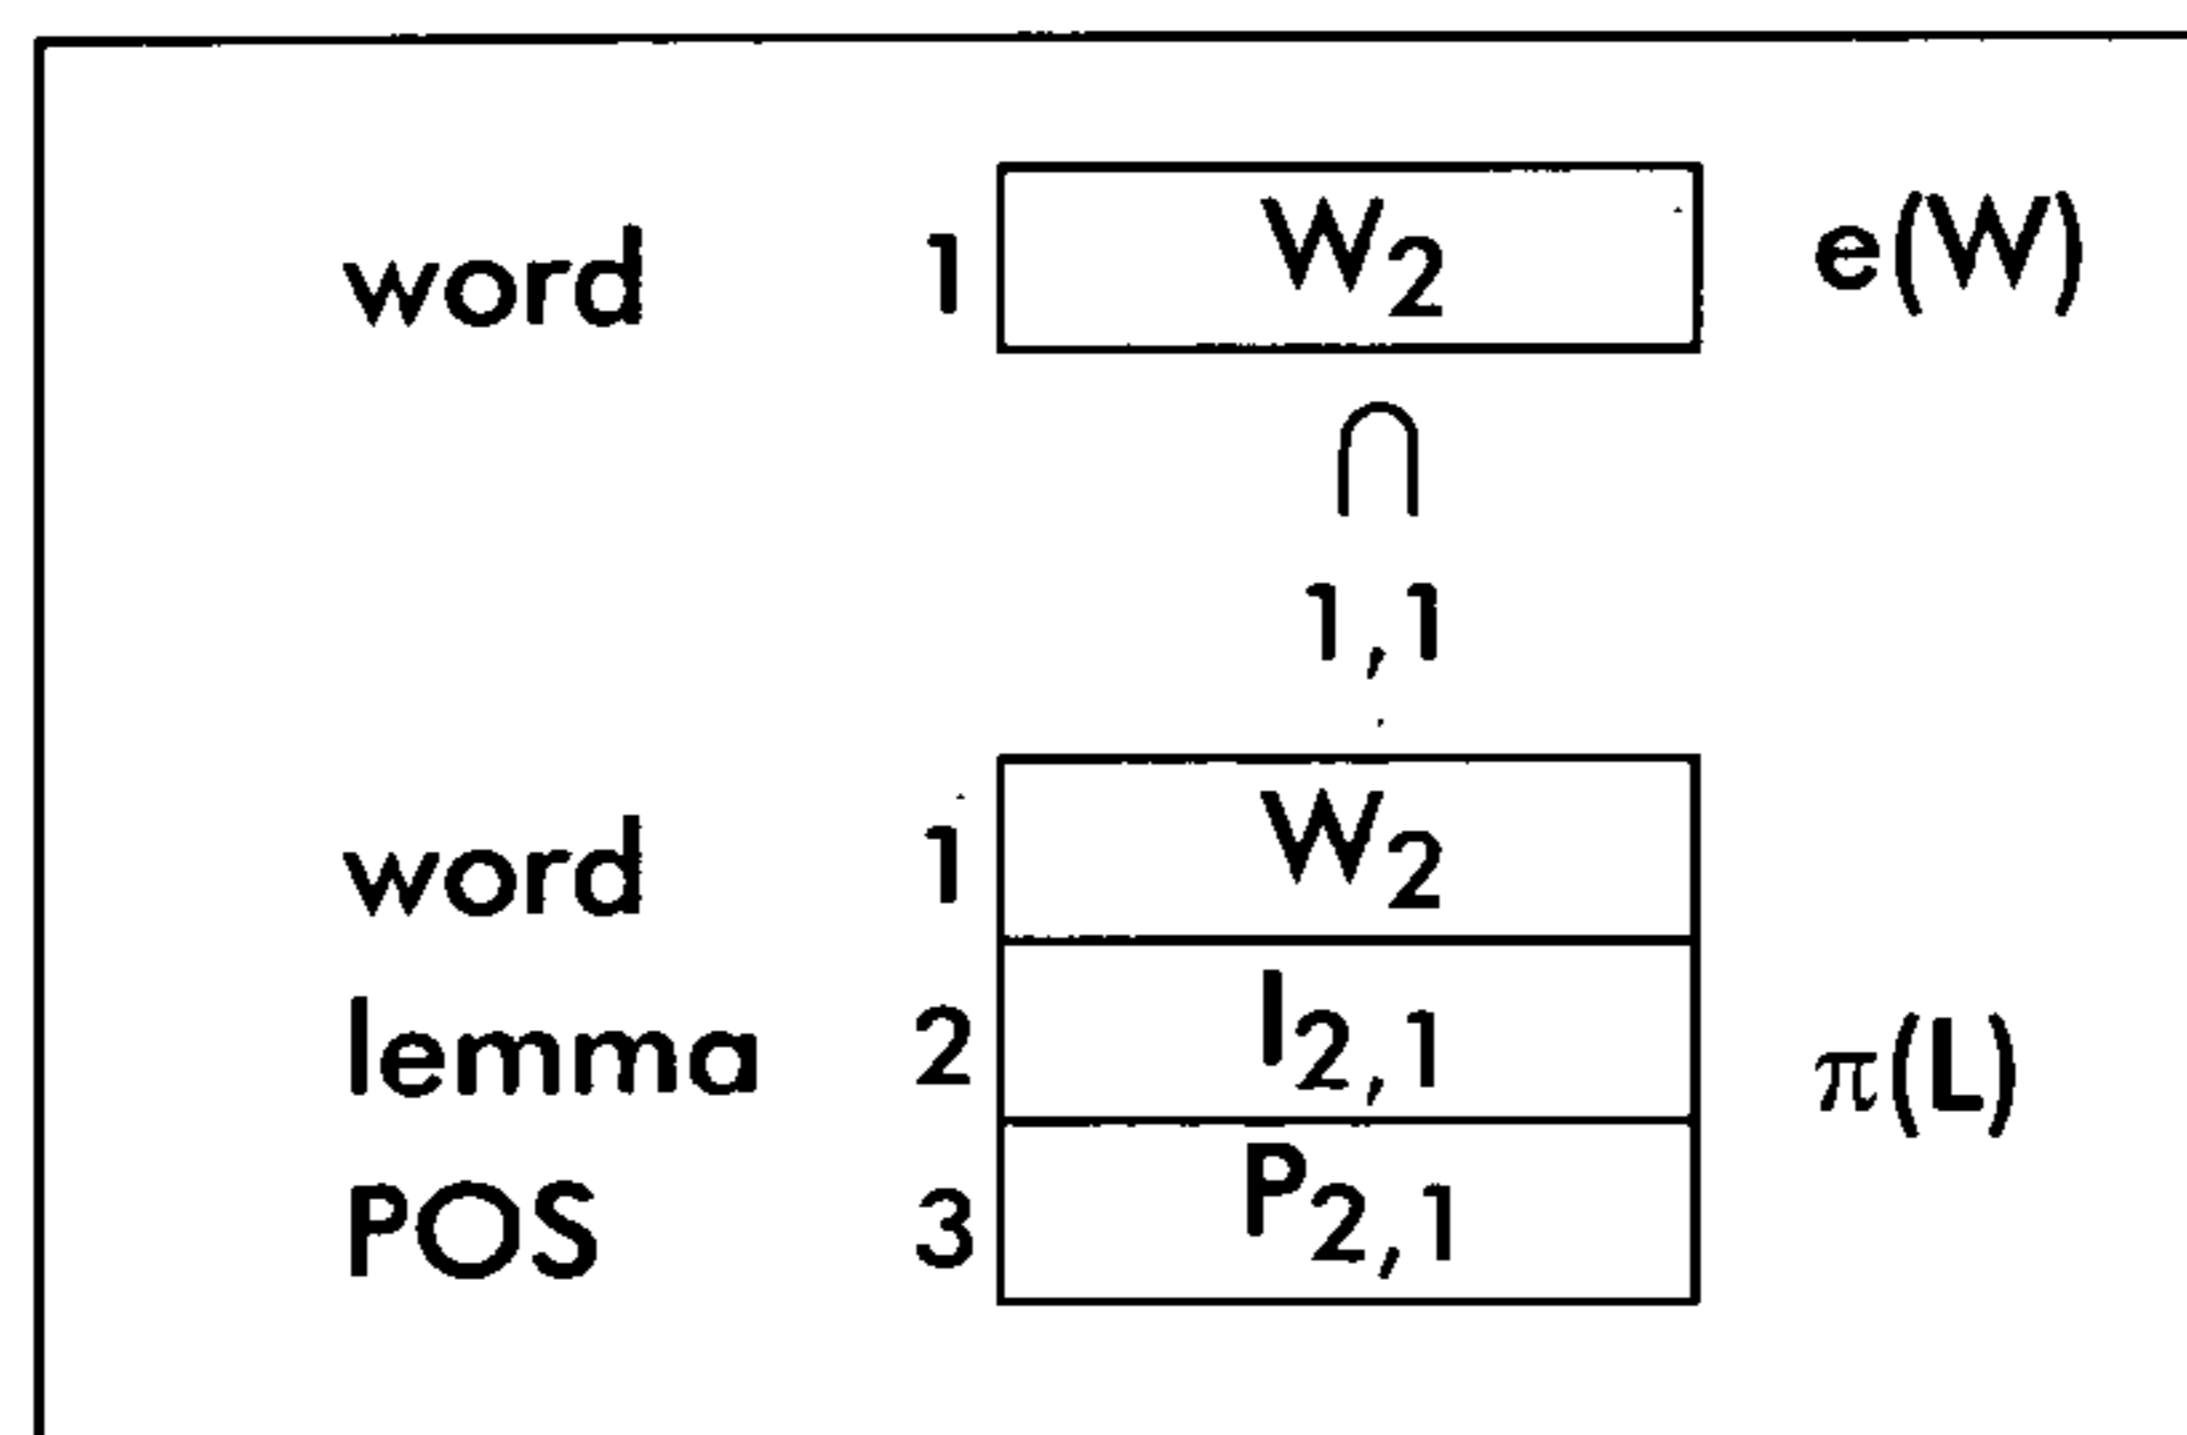 word 1 W₂ e(W)
∩
1,1
word 1 W₂
lemma 2 l₂,₁ π(L)
POS 3 P₂,₁